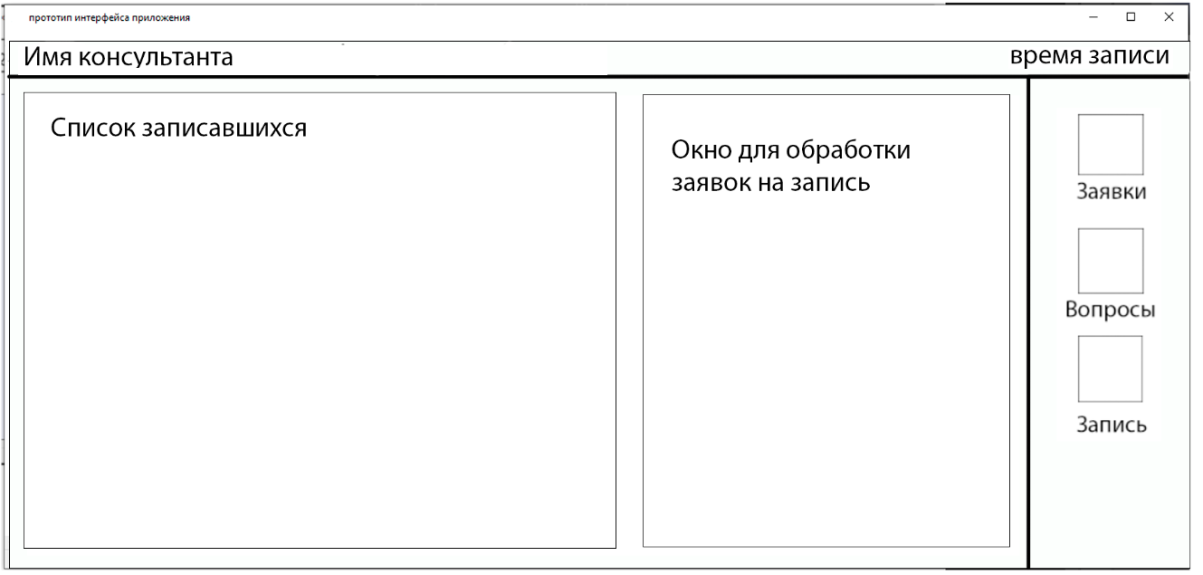 прототип интерфейса приложения
Имя консультанта
время записи
Список записавшихся
Окно для обработки
заявок на запись
Заявки
Вопросы
Запись